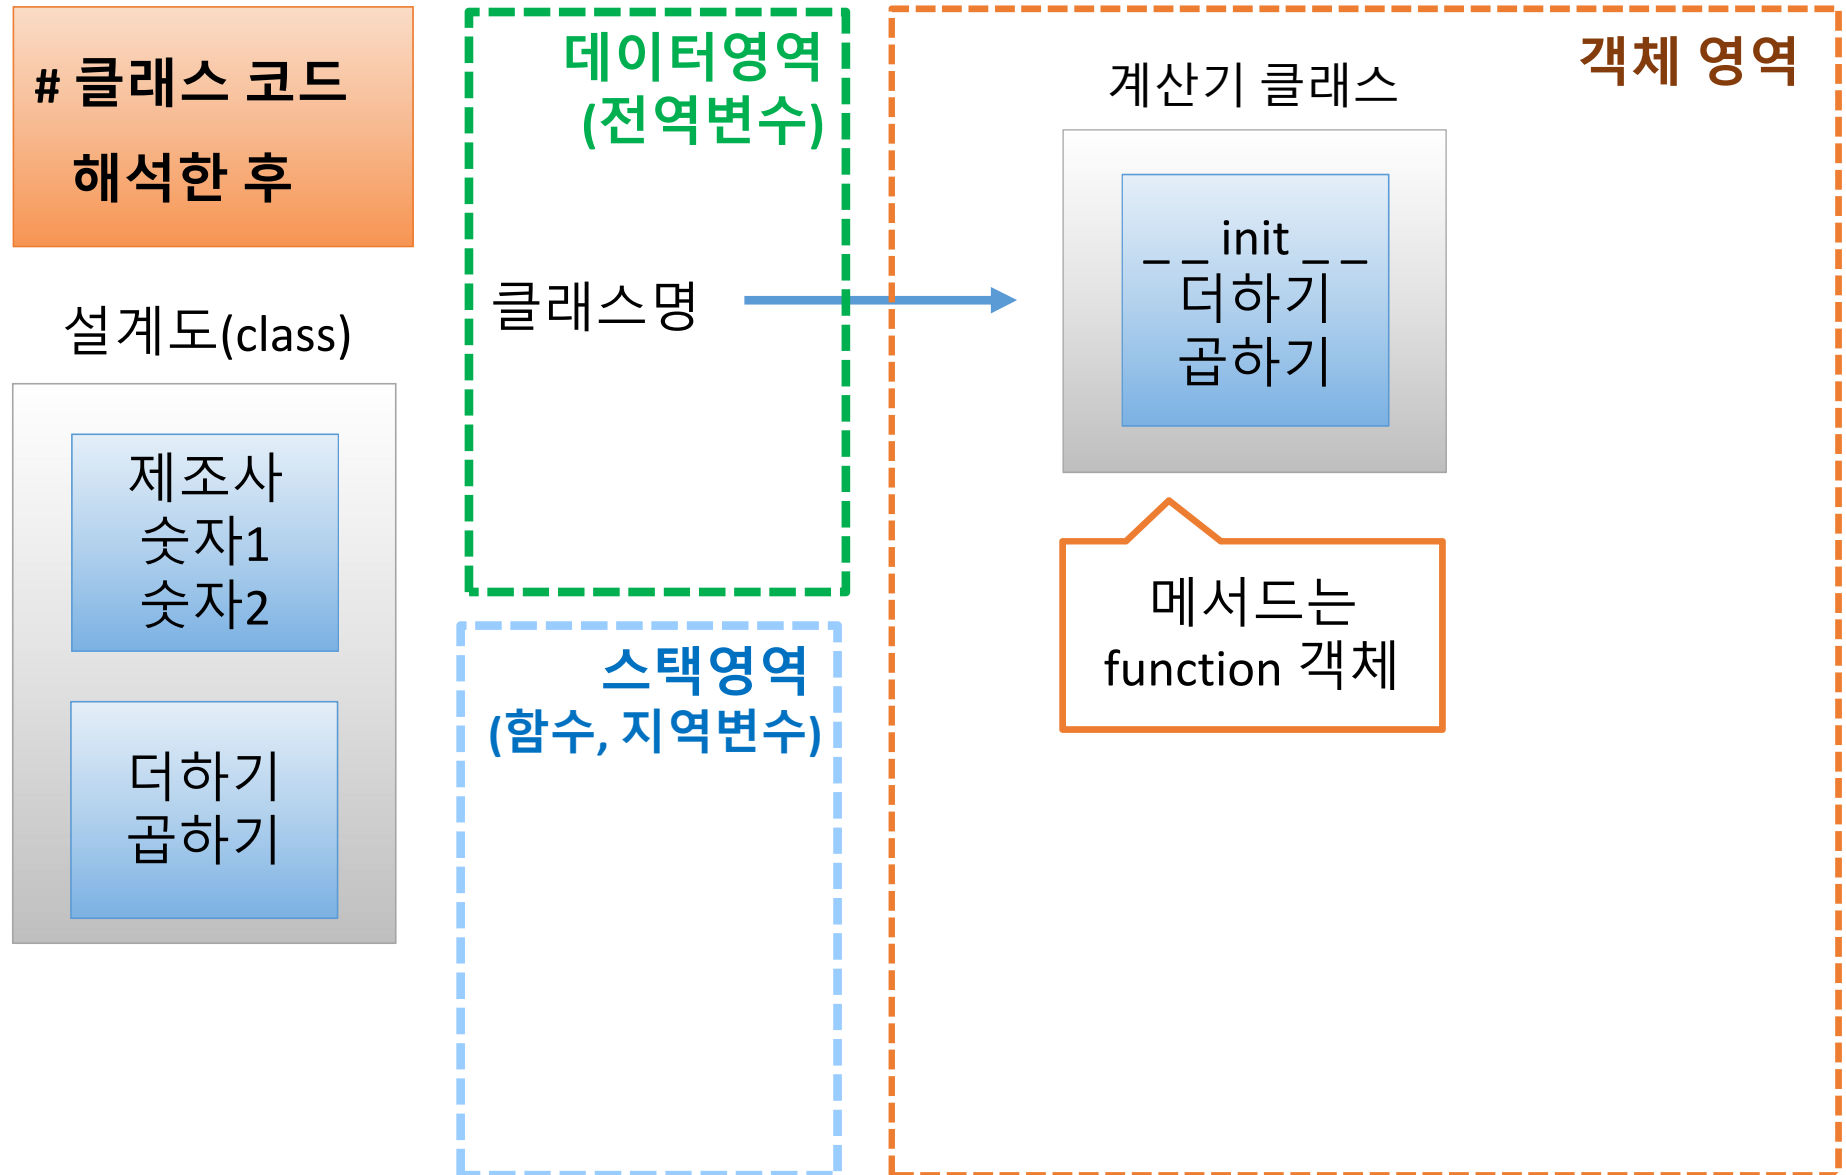 # 클래스 코드
해석한 후
설계도(class)
제조사
숫자1
숫자2
더하기
곱하기
데이터영역
(전역변수)
클래스명
스택영역
(함수, 지역변수)
객체 영역
계산기 클래스
_ _ init _ _
더하기
곱하기
메서드는
function 객체